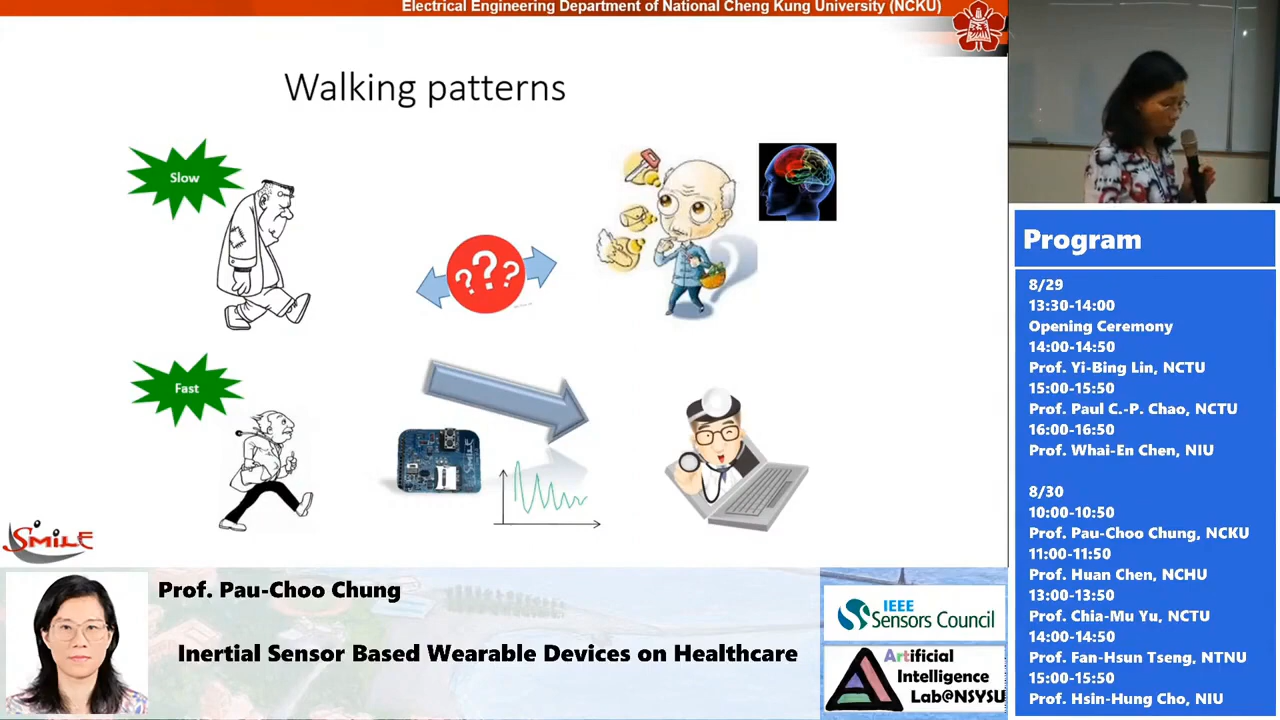 Electrical Engineering Department of National Cheng Kung University (NCKU)
Walking patterns
Slow
???
Fast
SMILE
SMILE
Prof. Pau-Choo Chung
Inertial Sensor Based Wearable Devices on Healthcare
IEEE
Sensors Council
Artificial
Intelligence
Lab@NSYSU
Program
8/29
13:30-14:00
Opening Ceremony
14:00-14:50
Prof. Yi-Bing Lin, NCTU
15:00-15:50
Prof. Paul C.-P. Chao, NCTU
16:00-16:50
Prof. Whai-En Chen, NIU
8/30
10:00-10:50
Prof. Pau-Choo Chung, NCKU
11:00-11:50
Prof. Huan Chen, NCHU
13:00-13:50
Prof. Chia-Mu Yu, NCTU
14:00-14:50
Prof. Fan-Hsun Tseng, NTNU
15:00-15:50
Prof. Hsin-Hung Cho, NIU